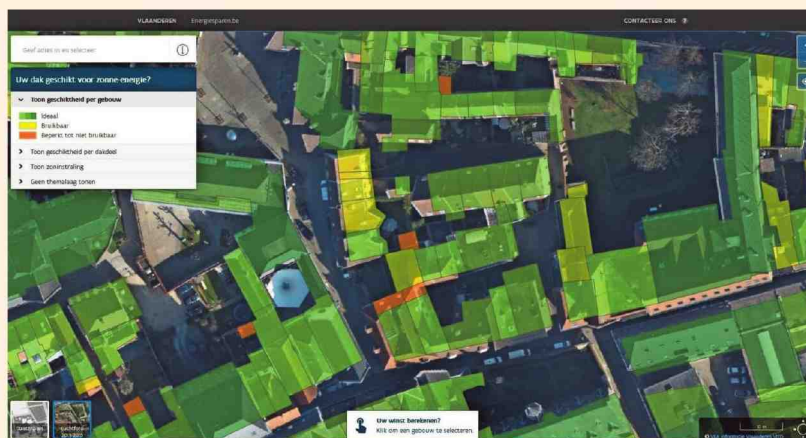 VLAANDEREN Energiesparen.be CONTACTEER ONS ?
Geef adres in en selecteer
Uw dak geschikt voor zonne energie?
Toon geschiktheid per gebouw
Ideaal
Bruikbaar
Beperkt tot niet bruikbaar
Toon geschiktheid per dakdeel
Toon zoninstraling
Geen themalaag tonen
Uw winst berekenen?
Klik om een gebouw te selecteren.